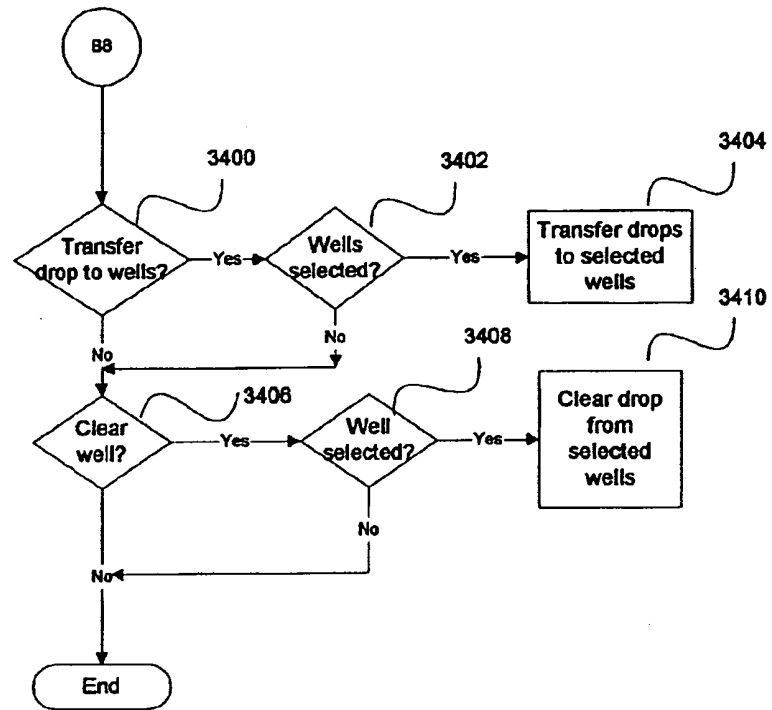 B8
3400
3402
3404
Transfer
drop to wells?
Yes
Wells
selected?
Yes
Transfer drops
to selected
wells
No
No
3406
3408
3410
Clear
well?
Yes
Well
selected?
Yes
Clear drop
from
selected
wells
No
No
End